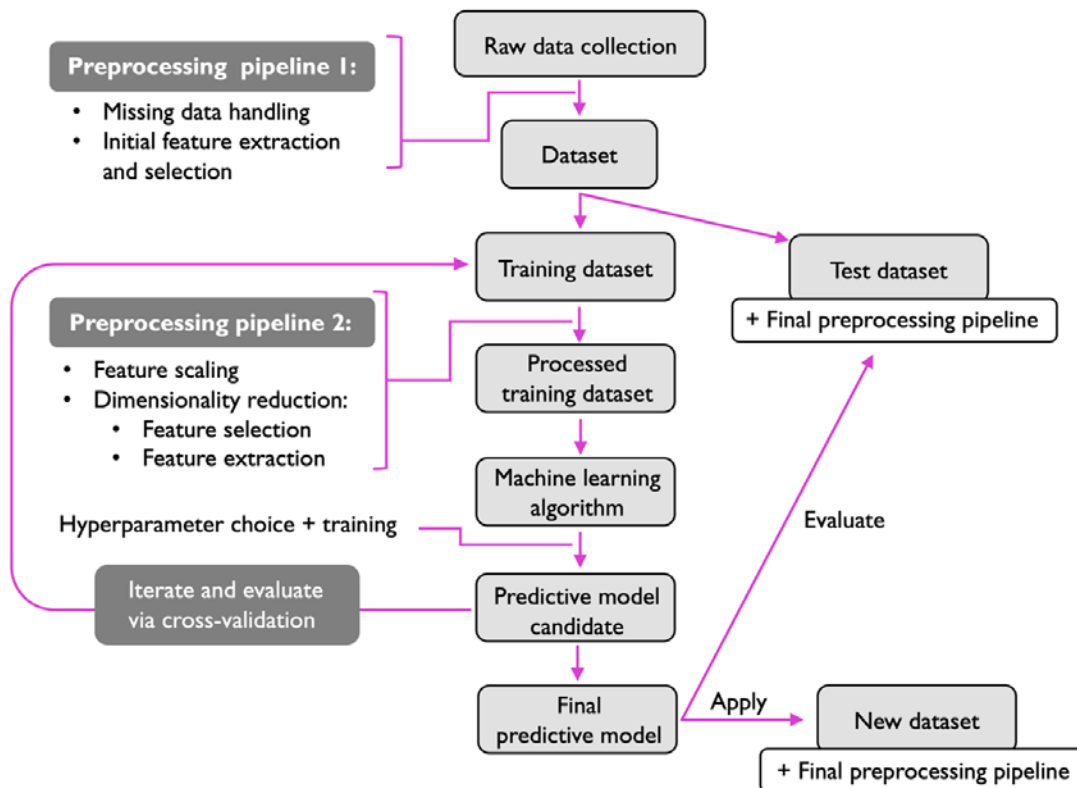 Raw data collection
Preprocessing pipeline 1:
• Missing data handling
• Initial feature extraction
and selection
Dataset
Training dataset
Test dataset
+ Final preprocessing pipeline
Preprocessing pipeline 2:
• Feature scaling
• Dimensionality reduction:
• Feature selection
• Feature extraction
Processed
training dataset
Machine learning
algorithm
Hyperparameter choice + training
Evaluate
Iterate and evaluate
via cross-validation
Predictive model
candidate
Final
predictive model
Apply
New dataset
+ Final preprocessing pipeline